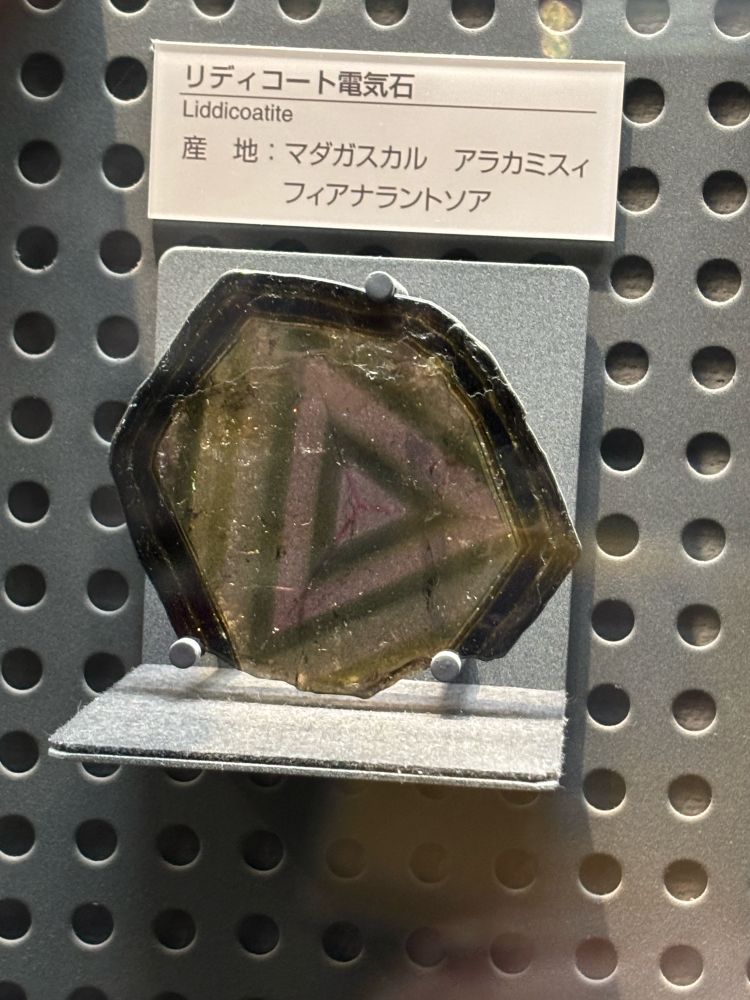 リディコート電気石
Liddicoatite
産　地：マダガスカル　アラカミスィ
フィアナラントソア